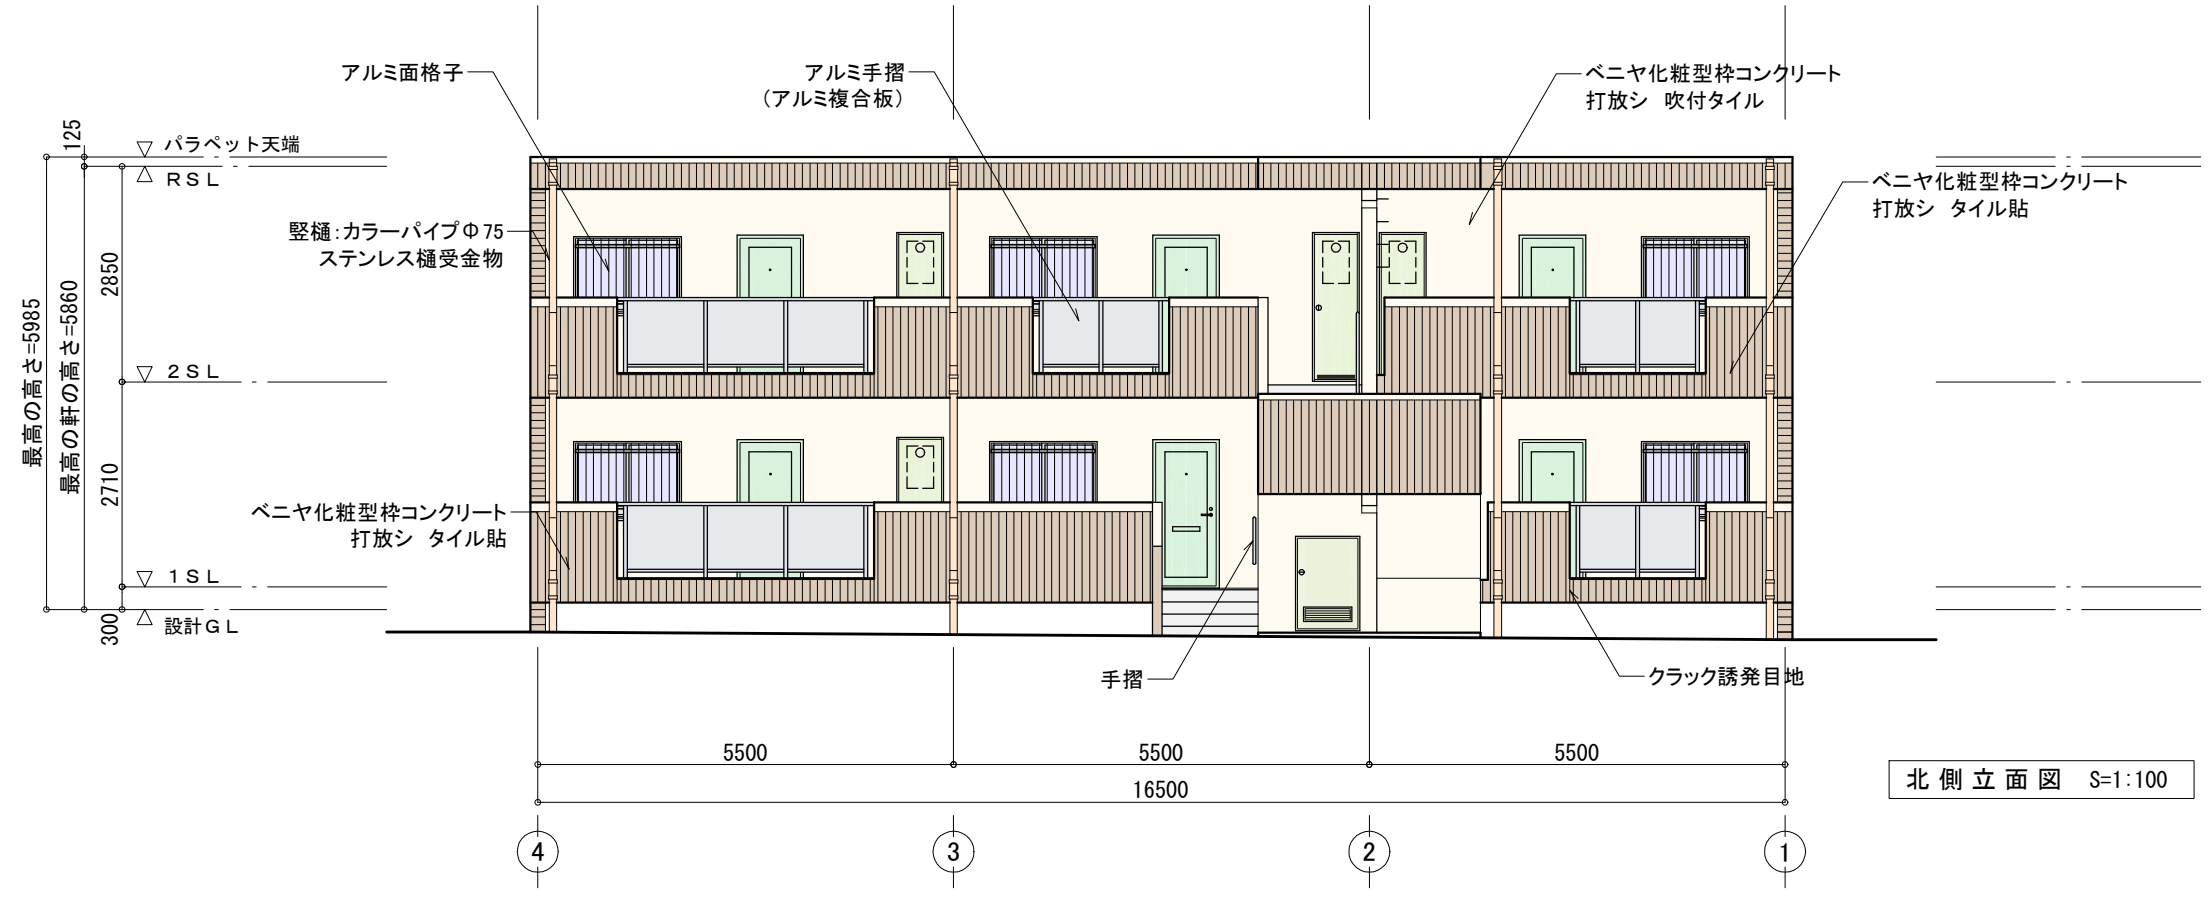 アルミ面格子
アルミ手摺
（アルミ複合板）
ベニヤ化粧型枠コンクリート
打放シ　吹付タイル
125
パラペット天端
RSL
ベニヤ化粧型枠コンクリート
打放シ　タイル貼
竪樋：カラーパイプΦ75
ステンレス樋受金物
2850
最高の高さ=5985
最高の軒の高さ=5860
2SL
2710
ベニヤ化粧型枠コンクリート
打放シ　タイル貼
1SL
300
設計GL
手摺
クラック誘発目地
5500
5500
5500
16500
北側立面図　S=1:100
4
3
2
1